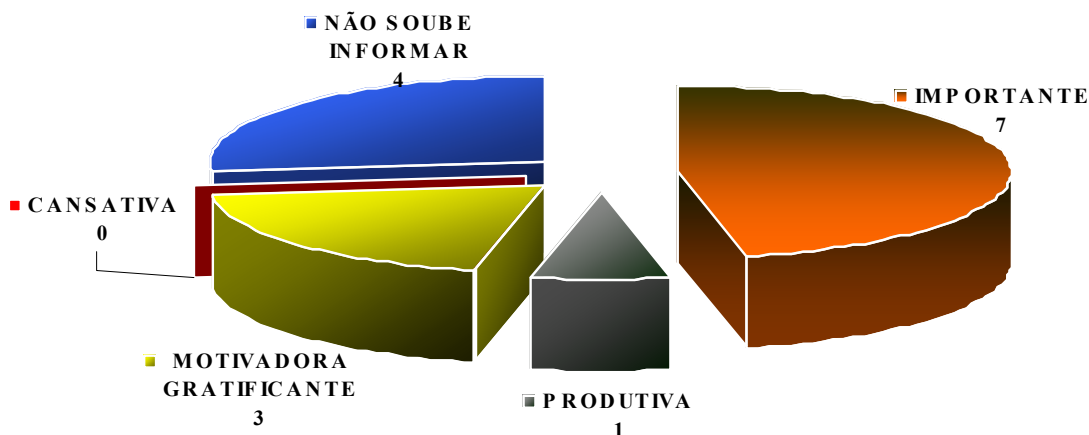 NÃO SOUBE
INFORMAR
4
IMPORTANTE
7
CANSATIVA
0
MOTIVADORA
GRATIFICANTE
3
PRODUTIVA
1